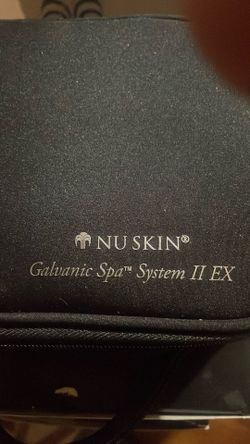 NU SKIN®
Galvanic Spa™ System II EX